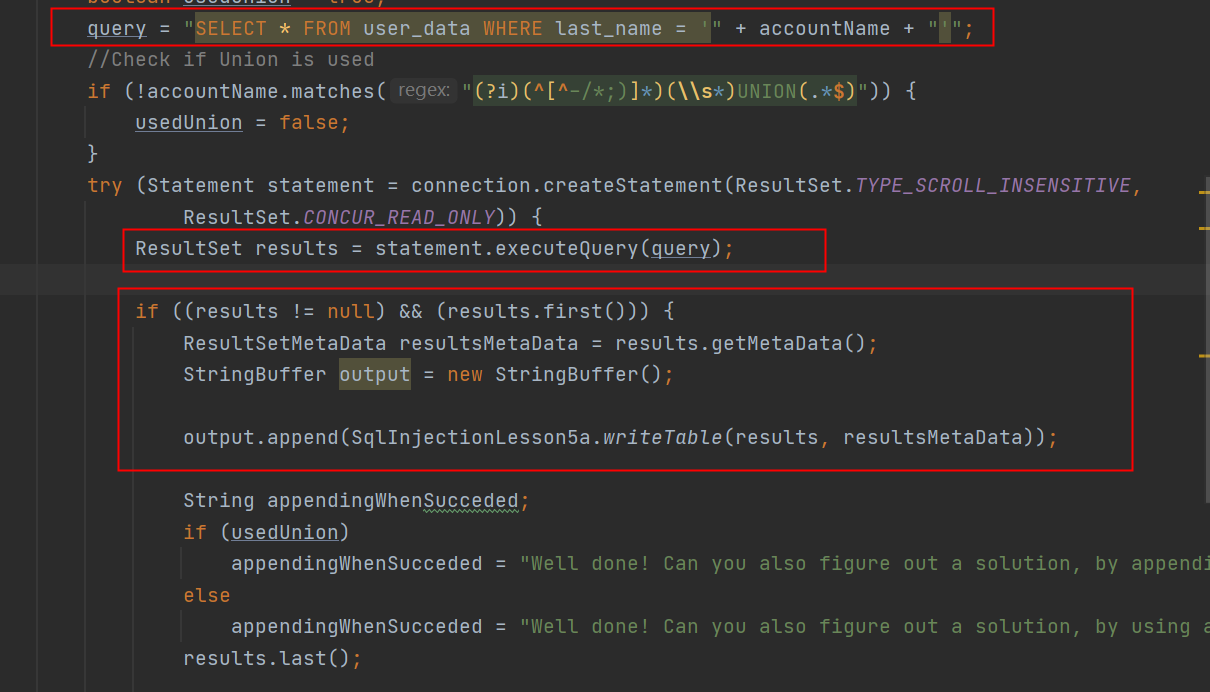 query = "SELECT * FROM user_data WHERE last_name = '" + accountName + "'";
//Check if Union is used
if (!accountName.matches( regex: "(?i)(^[^-/*;)]*)(\\s*)UNION(.*$)")) {
usedUnion = false;
}
try (Statement statement = connection.createStatement(ResultSet.TYPE_SCROLL_INSENSITIVE,
ResultSet.CONCUR_READ_ONLY)) {
ResultSet results = statement.executeQuery(query);
if ((results != null) && (results.first())) {
ResultSetMetaData resultsMetaData = results.getMetaData();
StringBuffer output = new StringBuffer();
output.append(SqlInjectionLesson5a.writeTable(results, resultsMetaData));
String appendingWhenSucceded;
if (usedUnion)
appendingWhenSucceded = "Well done! Can you also figure out a solution, by
else
appendingWhenSucceded = "Well done! Can you also figure out a solution, by using
results.last();